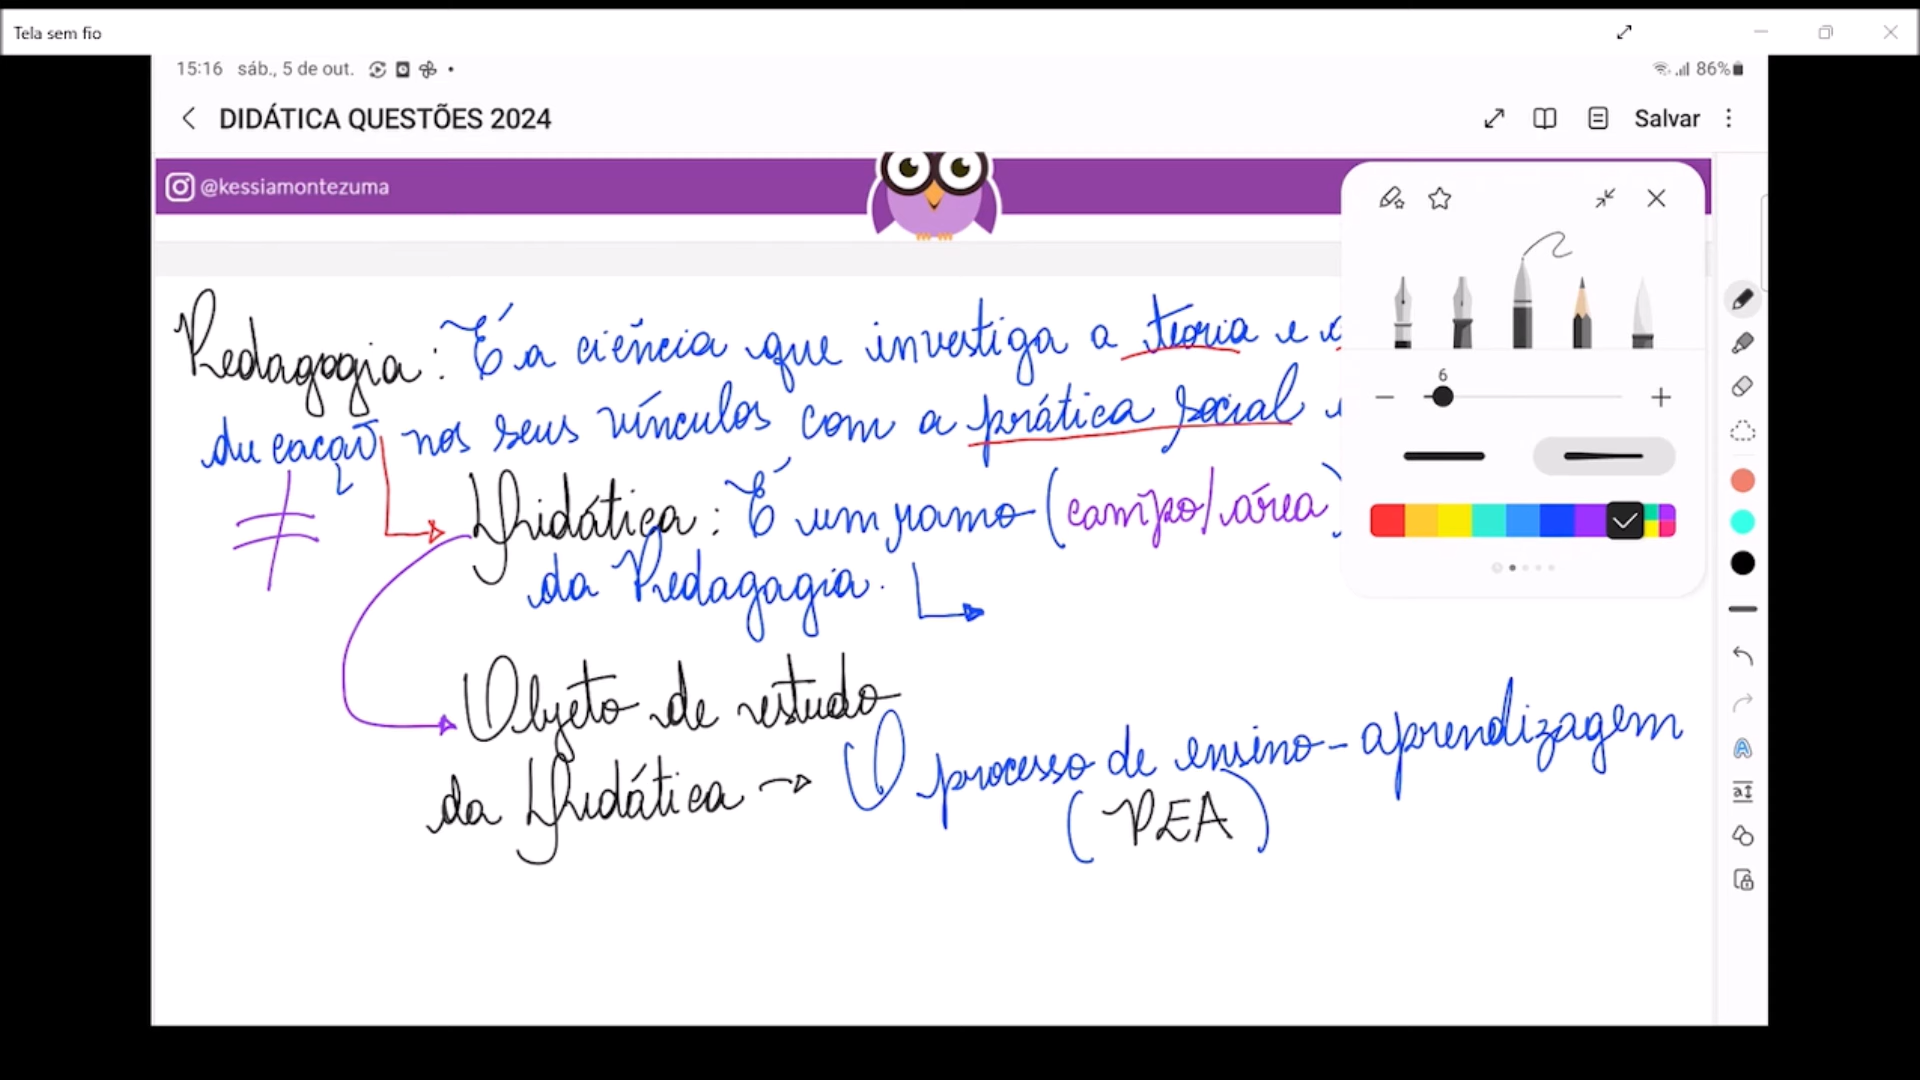 Tela sem fio
15:16 sáb., 5 de out.
86%
DIDÁTICA QUESTÕES 2024
Salvar
@kessiamontezuma
6
Pedagogia: É a ciência que investiga a teoria e
ducação nos seus vínculos com a prática social
Didática: É um ramo (campo/área)
da Pedagagia.
Objeto de estudo
da Didática → O processo de ensino-aprendizagem
(PEA)